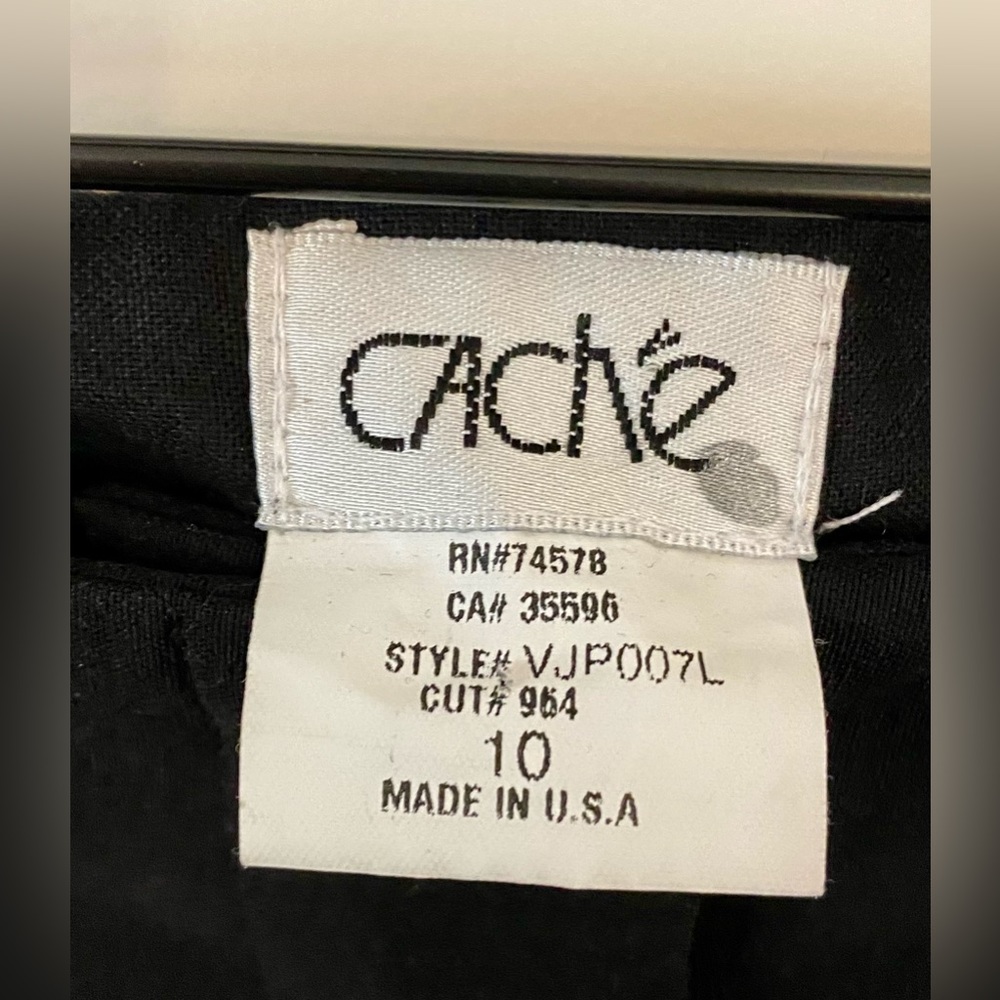 caché
RN#74578
CA# 35596
STYLE# VJP007L
CUT# 964
10
MADE IN U.S.A